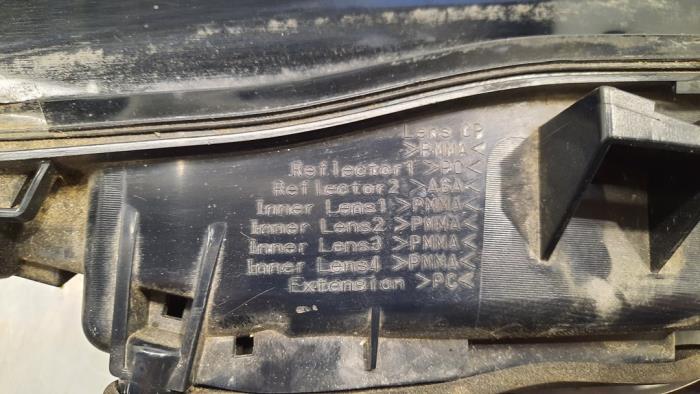 Lens
>PMMA<
Reflector1 >PC<
Reflector2 >ASA<
Inner Lens1 >PMMA<
Inner Lens2 >PMMA<
Inner Lens3 >PMMA<
Inner Lens4 >PMMA<
Extension >PC<